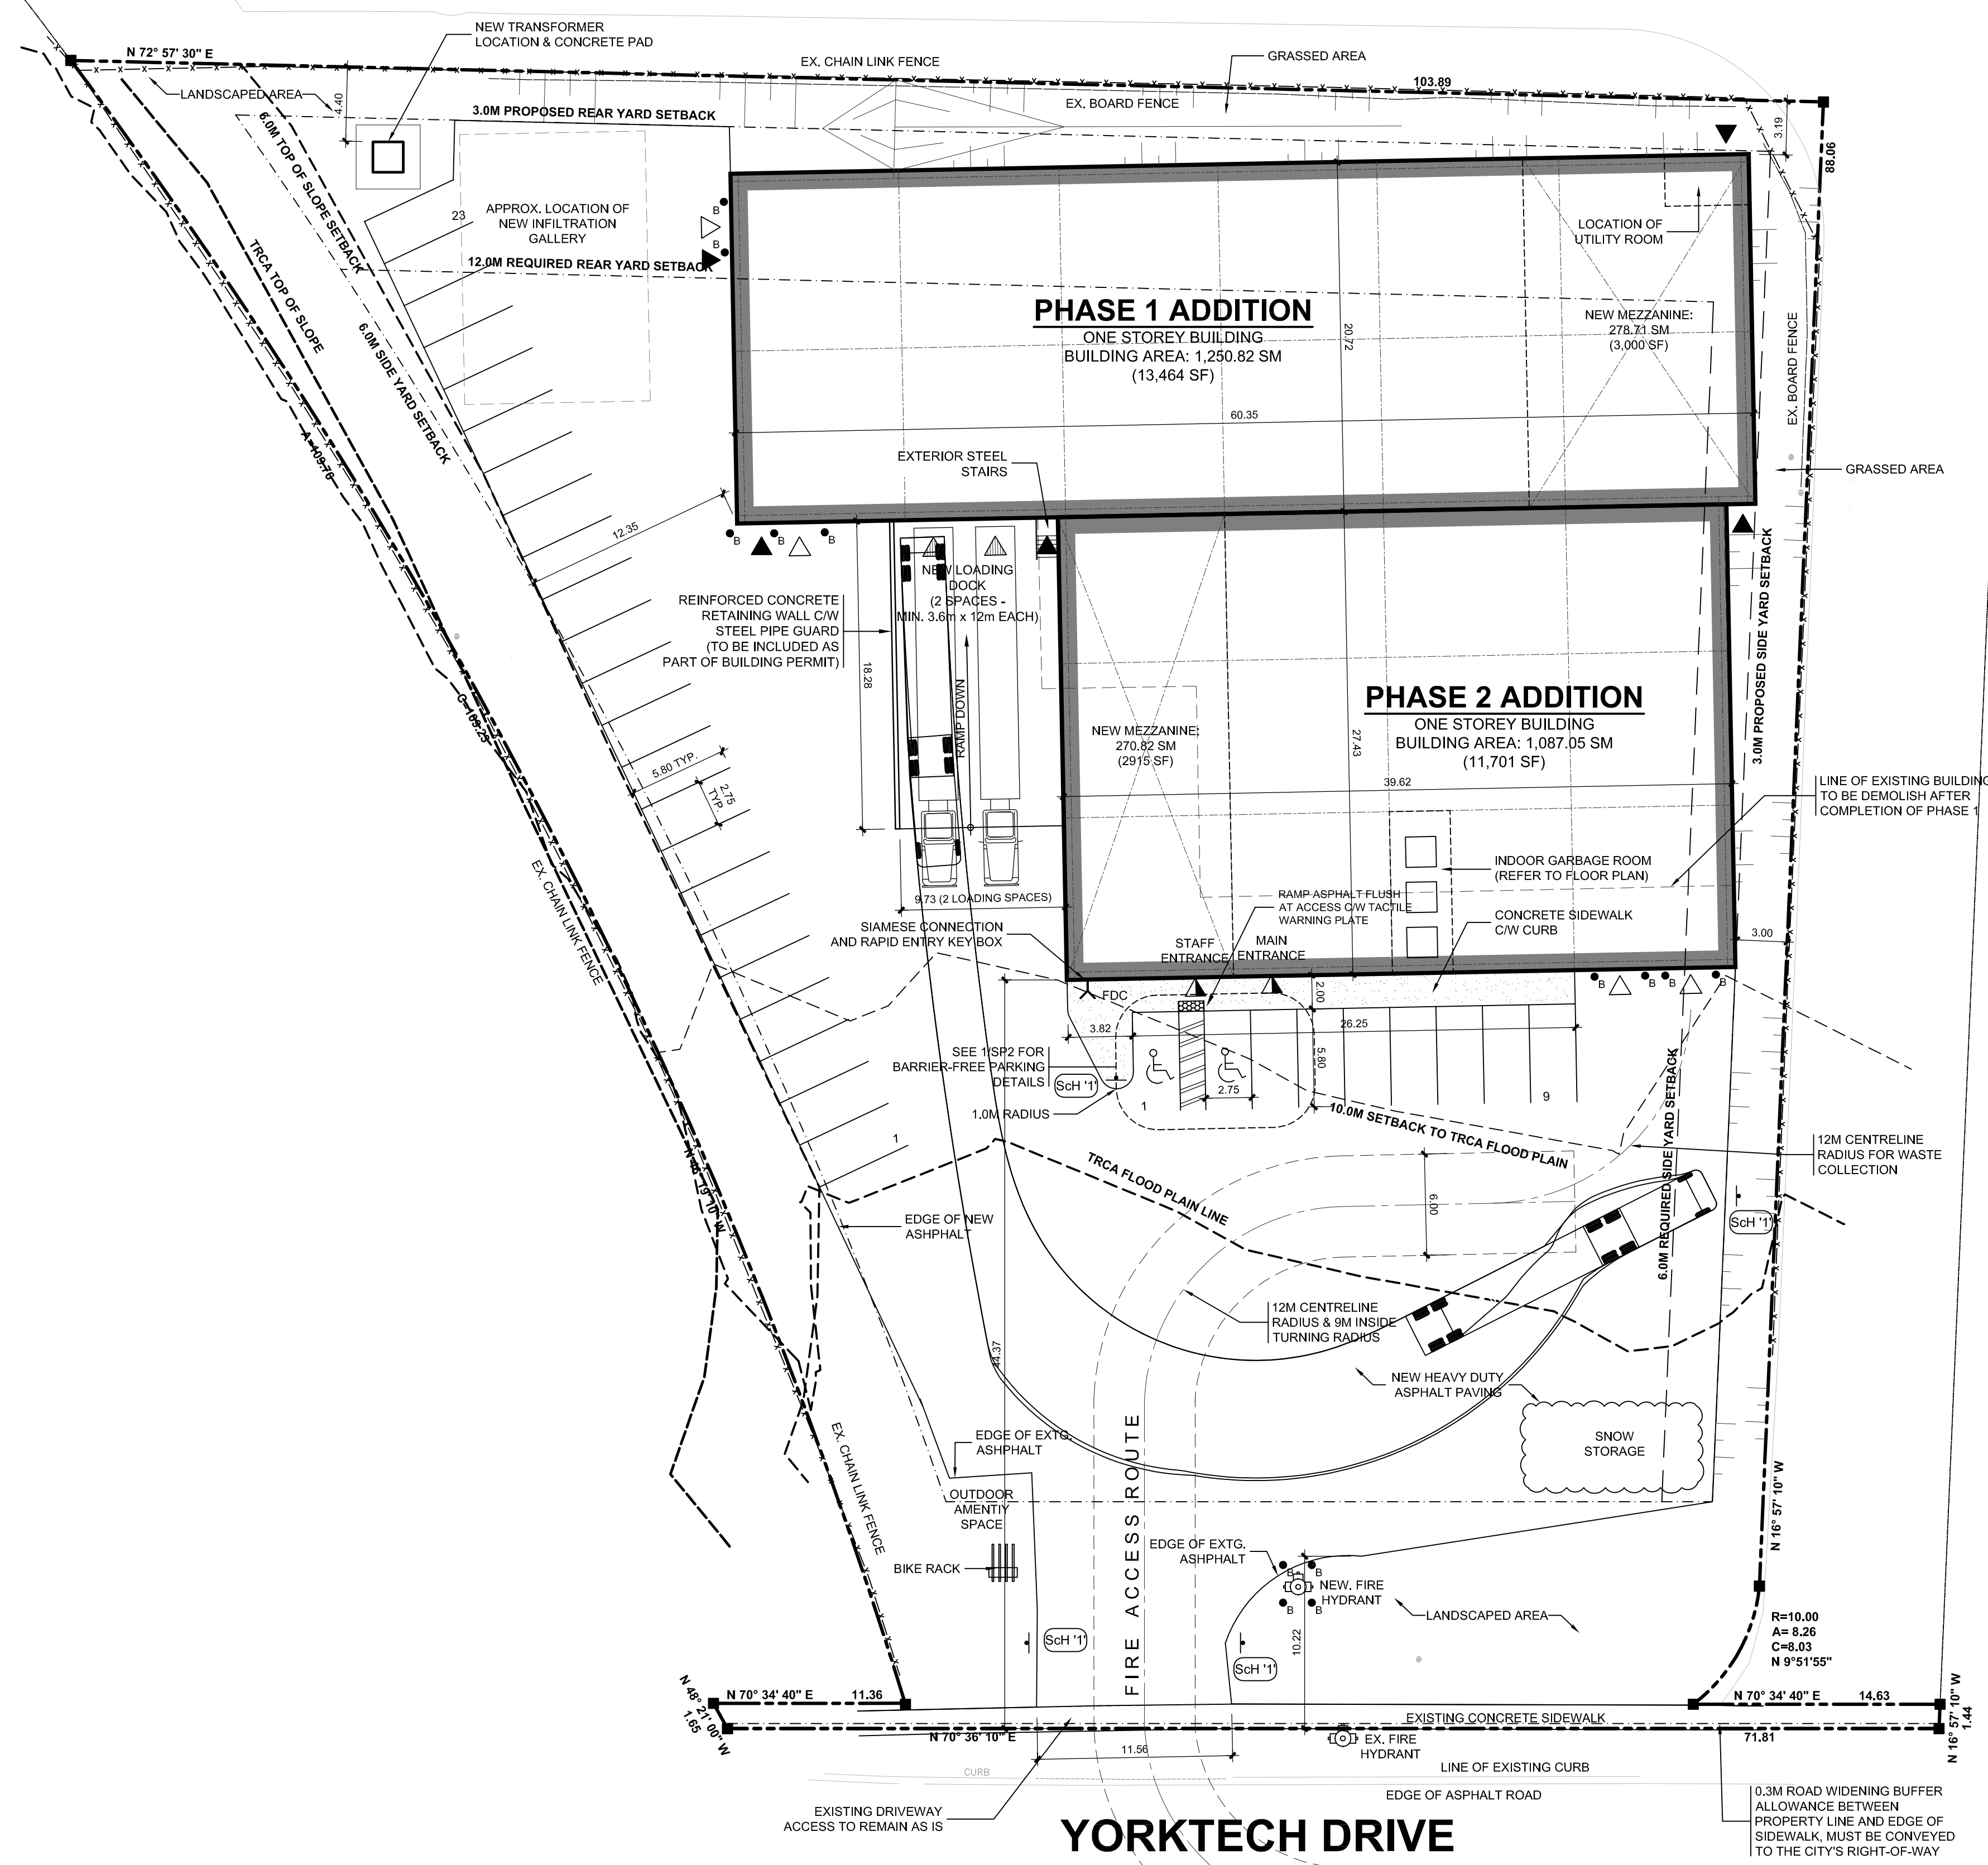 NEW TRANSFORMER
LOCATION & CONCRETE PAD
N 72° 57' 30" E
EX. CHAIN LINK FENCE
GRASSED AREA
103.89
LANDSCAPED AREA
4.40
3.0M PROPOSED REAR YARD SETBACK
EX. BOARD FENCE
3.19
88.06
6.0M TOP OF SLOPE SETBACK
23
APPROX. LOCATION OF
NEW INFILTRATION
GALLERY
B
B
LOCATION OF
UTILITY ROOM
TRCA TOP OF SLOPE
12.0M REQUIRED REAR YARD SETBACK
PHASE 1 ADDITION
ONE STOREY BUILDING
BUILDING AREA: 1,250.82 SM
(13,464 SF)
20.72
NEW MEZZANINE:
278.71 SM
(3,000 SF)
6.0M SIDE YARD SETBACK
EX. BOARD FENCE
60.35
A=109.76
EXTERIOR STEEL
STAIRS
GRASSED AREA
12.35
B
B
B
NEW LOADING
DOCK
(2 SPACES -
MIN. 3.6m x 12m EACH)
REINFORCED CONCRETE
RETAINING WALL C/W
STEEL PIPE GUARD
(TO BE INCLUDED AS
PART OF BUILDING PERMIT)
18.28
RAMP DOWN
3.0M PROPOSED SIDE YARD SETBACK
C=109.29
PHASE 2 ADDITION
ONE STOREY BUILDING
BUILDING AREA: 1,087.05 SM
(11,701 SF)
NEW MEZZANINE:
270.82 SM
(2915 SF)
27.43
39.62
5.80 TYP.
2.75
TYP.
LINE OF EXISTING BUILDING
TO BE DEMOLISH AFTER
COMPLETION OF PHASE 1
EX. CHAIN LINK FENCE
INDOOR GARBAGE ROOM
(REFER TO FLOOR PLAN)
9.73 (2 LOADING SPACES)
RAMP ASPHALT FLUSH
AT ACCESS C/W TACTILE
WARNING PLATE
CONCRETE SIDEWALK
C/W CURB
SIAMESE CONNECTION
AND RAPID ENTRY KEY BOX
STAFF
ENTRANCE
MAIN
ENTRANCE
3.00
FDC
2.00
B
B
B
B
3.82
26.25
SEE 1/SP2 FOR
BARRIER-FREE PARKING
DETAILS
ScH '1'
5.80
2.75
1.0M RADIUS
1
9
10.0M SETBACK TO TRCA FLOOD PLAIN
6.0M REQUIRED SIDE YARD SETBACK
1
12M CENTRELINE
RADIUS FOR WASTE
COLLECTION
TRCA FLOOD PLAIN LINE
6.00
EDGE OF NEW
ASHPHALT
ScH '1'
12M CENTRELINE
RADIUS & 9M INSIDE
TURNING RADIUS
44.37
NEW HEAVY DUTY
ASPHALT PAVING
EX. CHAIN LINK FENCE
EDGE OF EXTG.
ASHPHALT
SNOW
STORAGE
OUTDOOR
AMENTIY
SPACE
FIRE ACCESS ROUTE
N 16° 57' 10" W
EDGE OF EXTG.
ASHPHALT
BIKE RACK
B
B
B
B
NEW. FIRE
HYDRANT
LANDSCAPED AREA
R=10.00
A= 8.26
C=8.03
N 9°51'55"
ScH '1'
10.22
ScH '1'
N 48° 21' 00" W
1.65
N 70° 34' 40" E
11.36
N 70° 34' 40" E
14.63
N 16° 57' 10" W
1.44
EXISTING CONCRETE SIDEWALK
N 70° 36' 10" E
EX. FIRE
HYDRANT
71.81
11.56
LINE OF EXISTING CURB
CURB
EDGE OF ASPHALT ROAD
EXISTING DRIVEWAY
ACCESS TO REMAIN AS IS
YORKTECH DRIVE
0.3M ROAD WIDENING BUFFER
ALLOWANCE BETWEEN
PROPERTY LINE AND EDGE OF
SIDEWALK, MUST BE CONVEYED
TO THE CITY'S RIGHT-OF-WAY